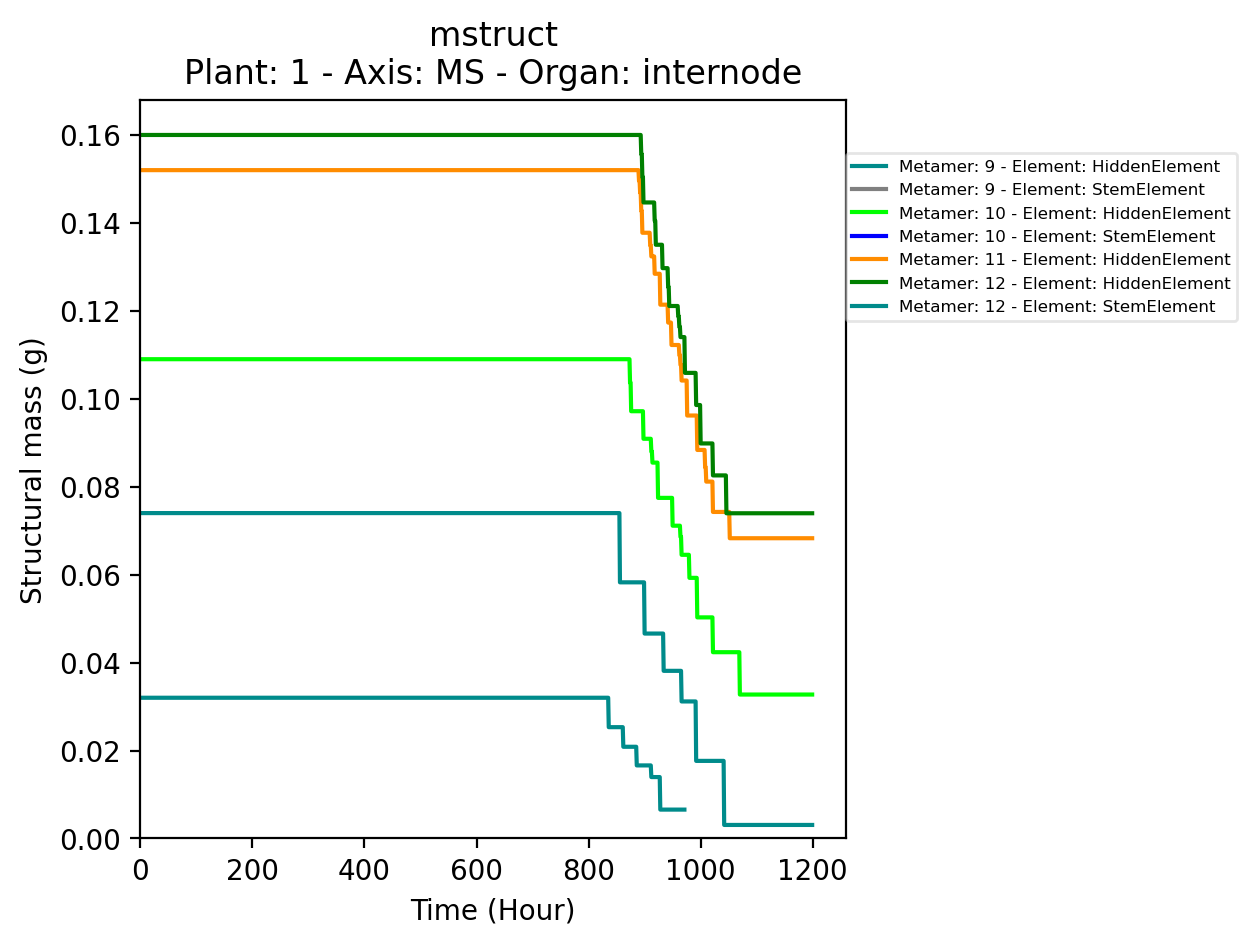 mstruct
Plant: 1 - Axis: MS - Organ: internode
0.16
0.14
0.12
0.10
0.08
0.06
0.04
0.02
0.00
Structural mass (g)
0 200 400 600 800 1000 1200
Time (Hour)
Metamer: 9 - Element: HiddenElement
Metamer: 9 - Element: StemElement
Metamer: 10 - Element: HiddenElement
Metamer: 10 - Element: StemElement
Metamer: 11 - Element: HiddenElement
Metamer: 12 - Element: HiddenElement
Metamer: 12 - Element: StemElement